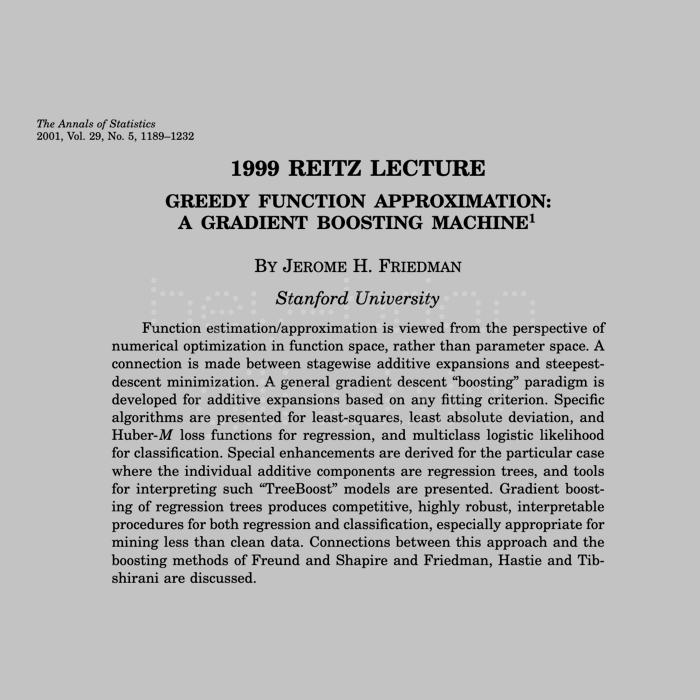 The Annals of Statistics
2001, Vol. 29, No. 5, 1189–1232
1999 REITZ LECTURE
GREEDY FUNCTION APPROXIMATION:
A GRADIENT BOOSTING MACHINE¹
BY JEROME H. FRIEDMAN
Stanford University
Function estimation/approximation is viewed from the perspective of
numerical optimization in function space, rather than parameter space. A
connection is made between stagewise additive expansions and steepest-
descent minimization. A general gradient descent “boosting” paradigm is
developed for additive expansions based on any fitting criterion. Specific
algorithms are presented for least-squares, least absolute deviation, and
Huber-M loss functions for regression, and multiclass logistic likelihood
for classification. Special enhancements are derived for the particular case
where the individual additive components are regression trees, and tools
for interpreting such “TreeBoost” models are presented. Gradient boost-
ing of regression trees produces competitive, highly robust, interpretable
procedures for both regression and classification, especially appropriate for
mining less than clean data. Connections between this approach and the
boosting methods of Freund and Shapire and Friedman, Hastie and Tib-
shirani are discussed.